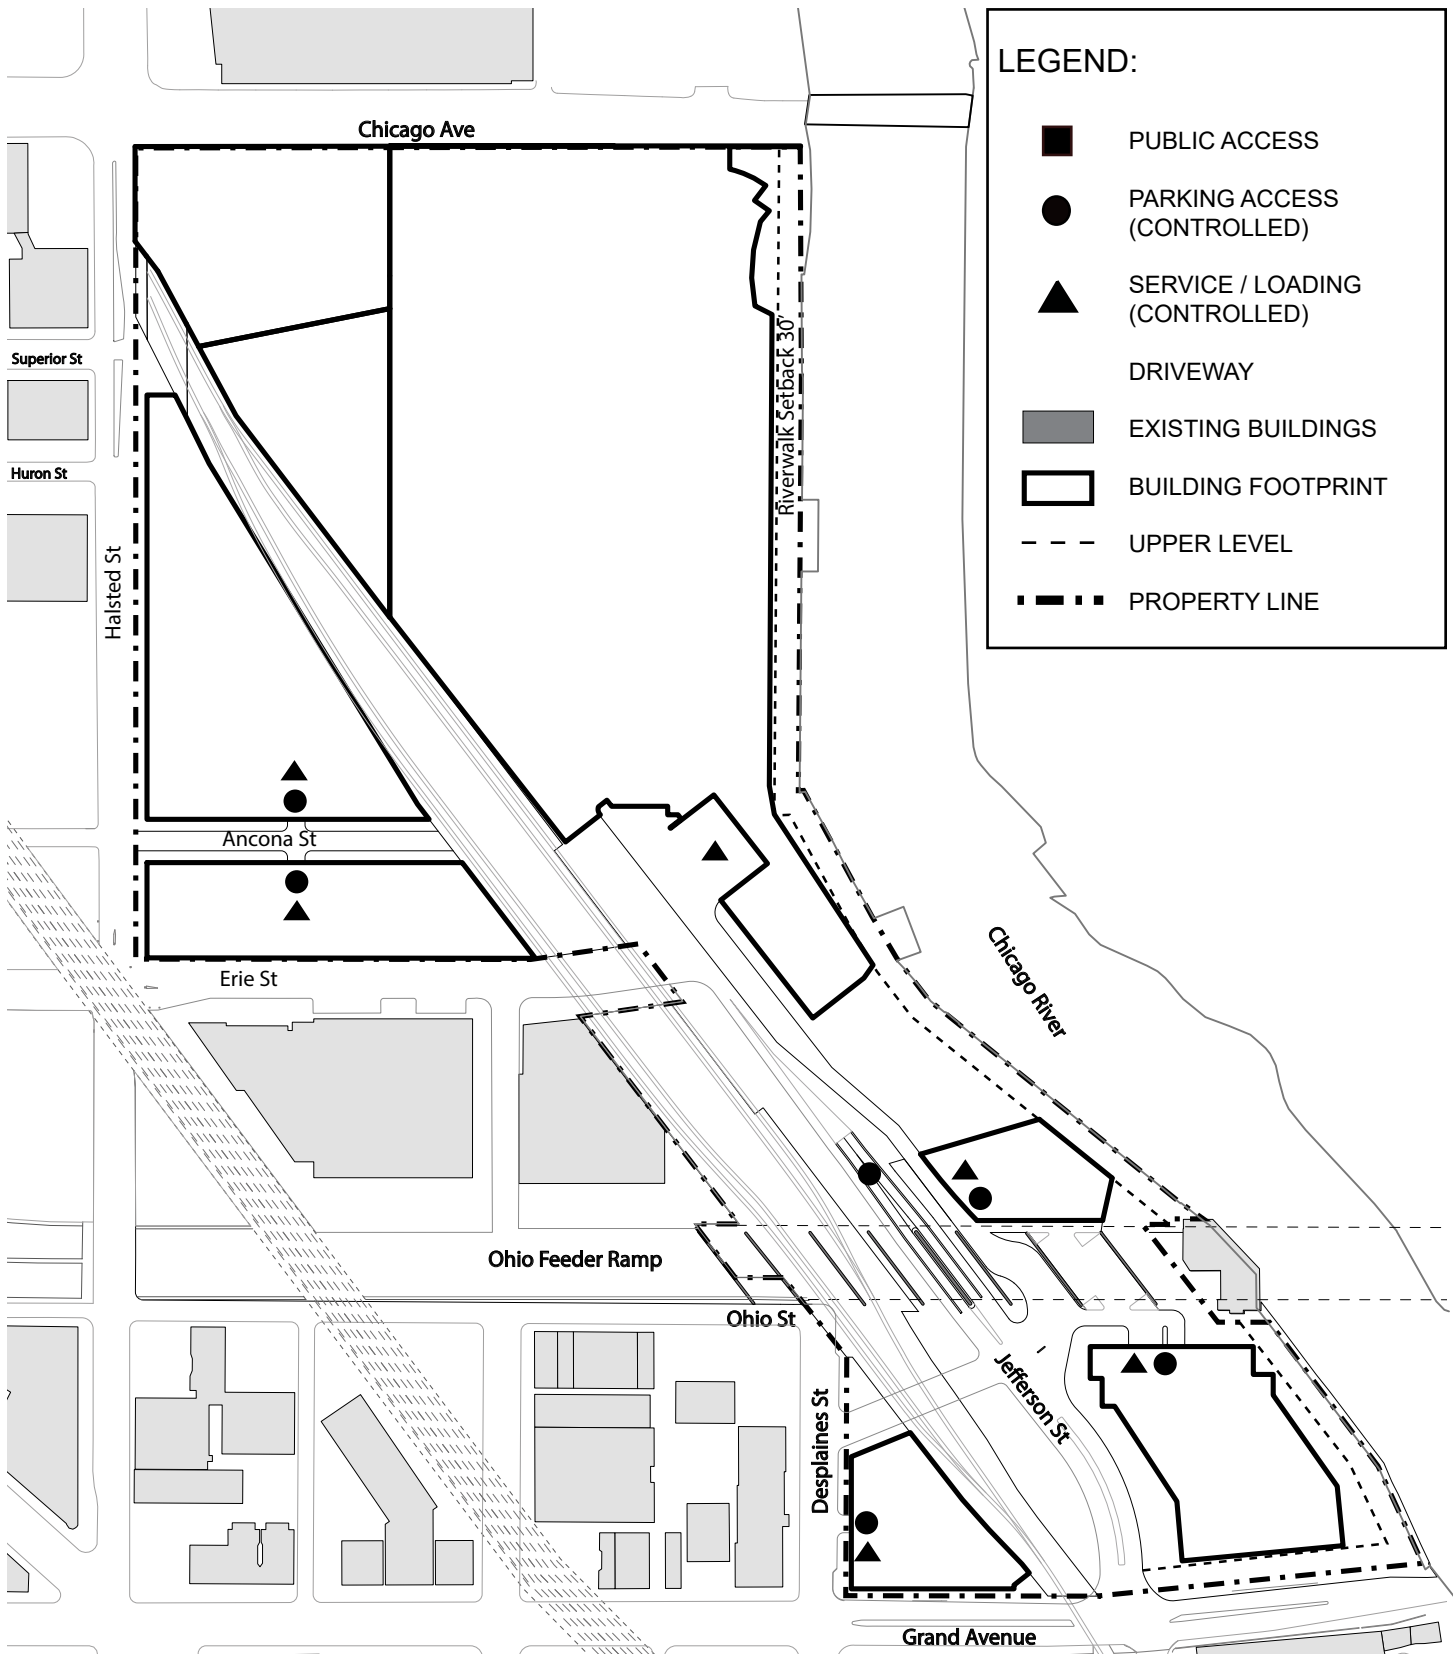 LEGEND:
PUBLIC ACCESS
PARKING ACCESS
(CONTROLLED)
SERVICE / LOADING
(CONTROLLED)
DRIVEWAY
EXISTING BUILDINGS
BUILDING FOOTPRINT
UPPER LEVEL
PROPERTY LINE
Chicago Ave
Superior St
Huron St
Halsted St
Riverwalk Setback 30'
Ancona St
Erie St
Chicago River
Ohio Feeder Ramp
Ohio St
Jefferson St
Desplaines St
Grand Avenue